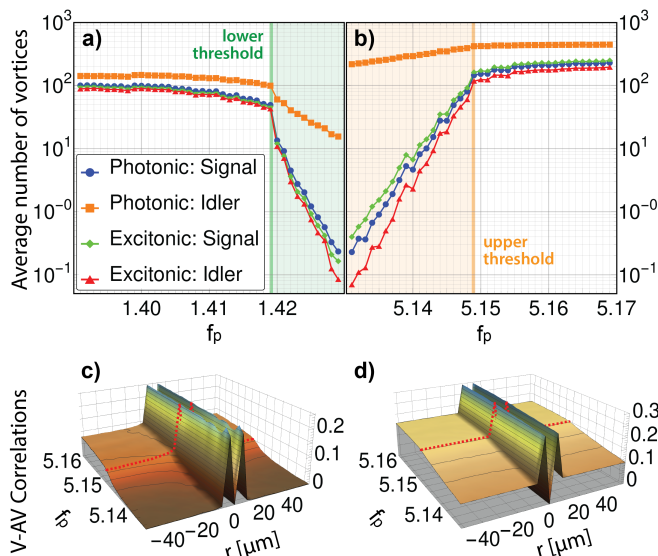 a)
lower
threshold
b)
Average number of vortices
10³
10²
10¹
10⁰
10⁻¹
Photonic: Signal
Photonic: Idler
Excitonic: Signal
Excitonic: Idler
upper
threshold
10³
10²
10¹
10⁻⁰
10⁻¹
1.40 1.41 1.42
fp
5.14 5.15 5.16 5.17
fp
c)
d)
V-AV Correlations
0.2
0.1
0
5.16
5.15
5.14
fp
−40 −20 0 20 40
r [μm]
0.3
0.2
0.1
0
5.16
5.15
5.14
fp
−40 −20 0 20 40
r [μm]